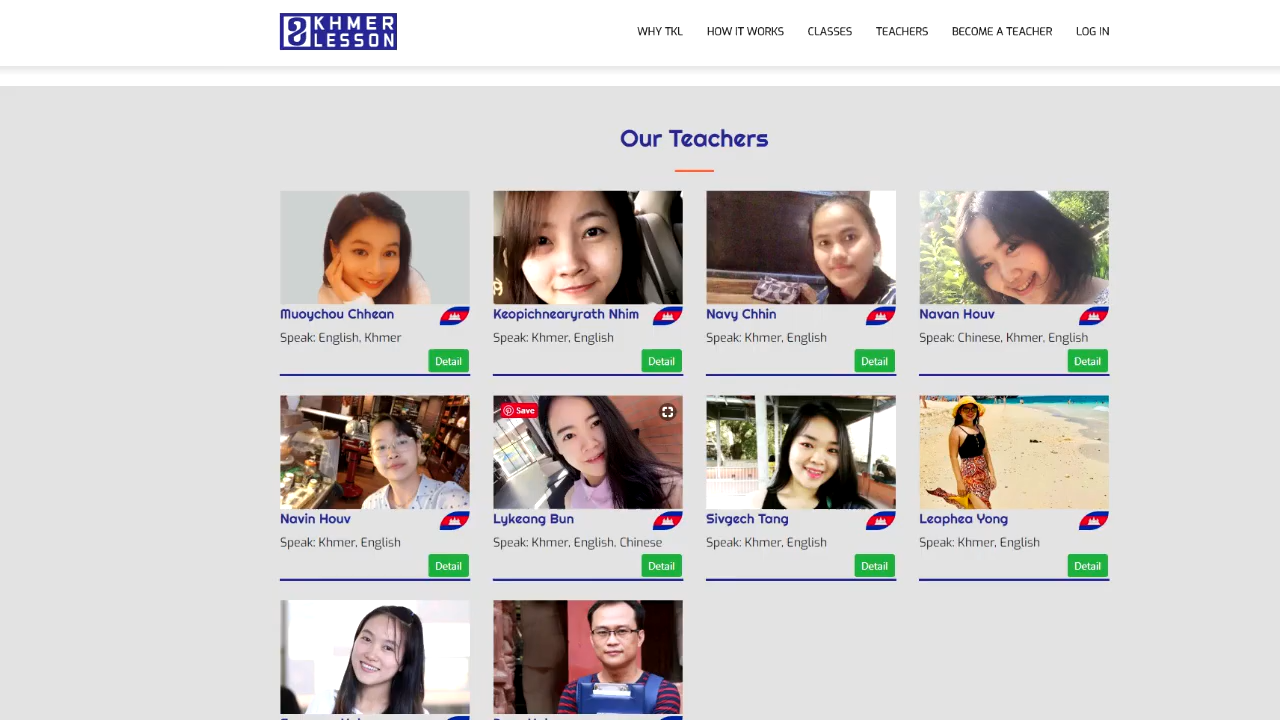 KHMER
LESSON
WHY TKL
HOW IT WORKS
CLASSES
TEACHERS
BECOME A TEACHER
LOG IN
Our Teachers
Muoychou Chhean
Speak: English, Khmer
Detail
Keopichnearyrath Nhim
Speak: Khmer, English
Detail
Navy Chhin
Speak: Khmer, English
Detail
Navan Houv
Speak: Chinese, Khmer, English
Detail
Navin Houv
Speak: Khmer, English
Detail
Save
Lykeang Bun
Speak: Khmer, English, Chinese
Detail
Sivgech Tang
Speak: Khmer, English
Detail
Leaphea Yong
Speak: Khmer, English
Detail